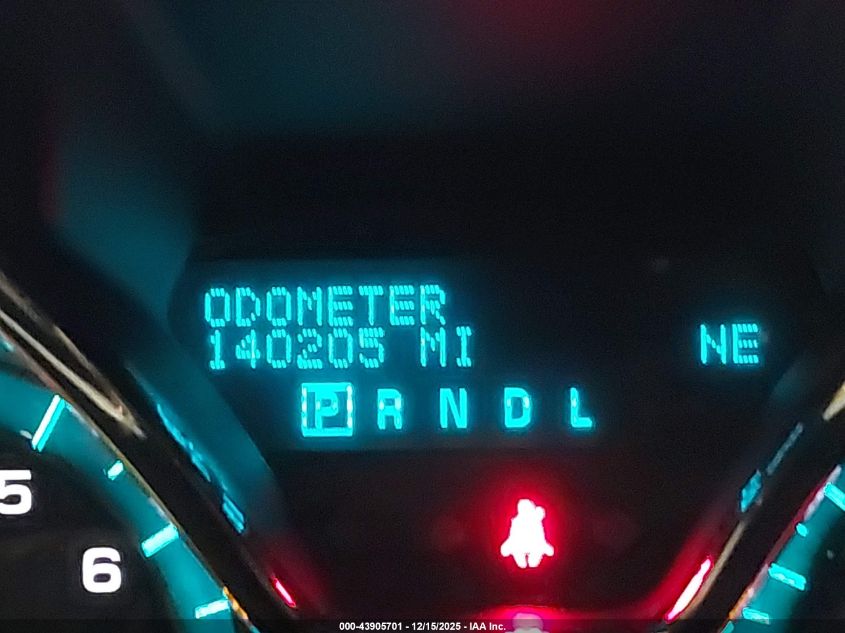 ODOMETER
140205 MI
NE
P R N D L
5
6
000-43905701 - 12/15/2025 - IAA Inc.